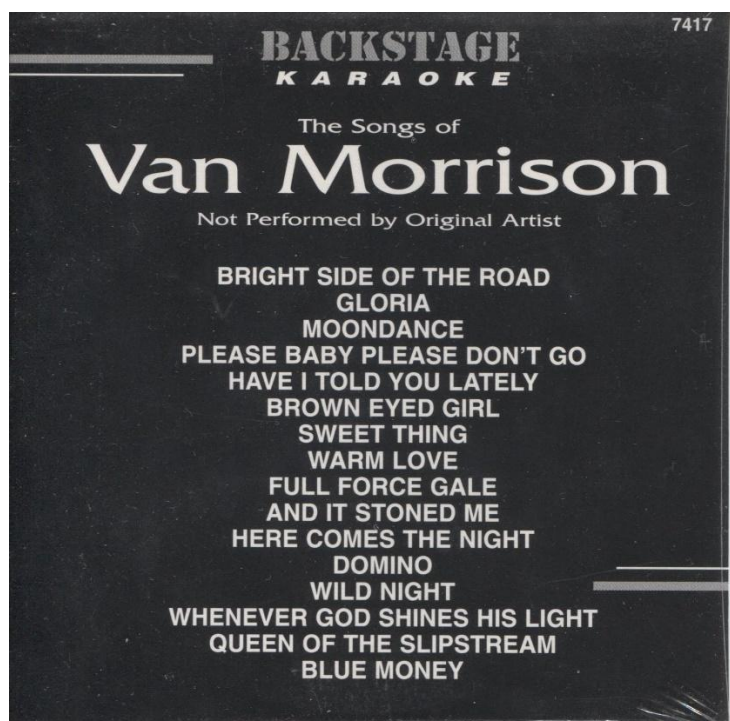 7417
BACKSTAGE
KARAOKE
The Songs of
Van Morrison
Not Performed by Original Artist
BRIGHT SIDE OF THE ROAD
GLORIA
MOONDANCE
PLEASE BABY PLEASE DON'T GO
HAVE I TOLD YOU LATELY
BROWN EYED GIRL
SWEET THING
WARM LOVE
FULL FORCE GALE
AND IT STONED ME
HERE COMES THE NIGHT
DOMINO
WILD NIGHT
WHENEVER GOD SHINES HIS LIGHT
QUEEN OF THE SLIPSTREAM
BLUE MONEY